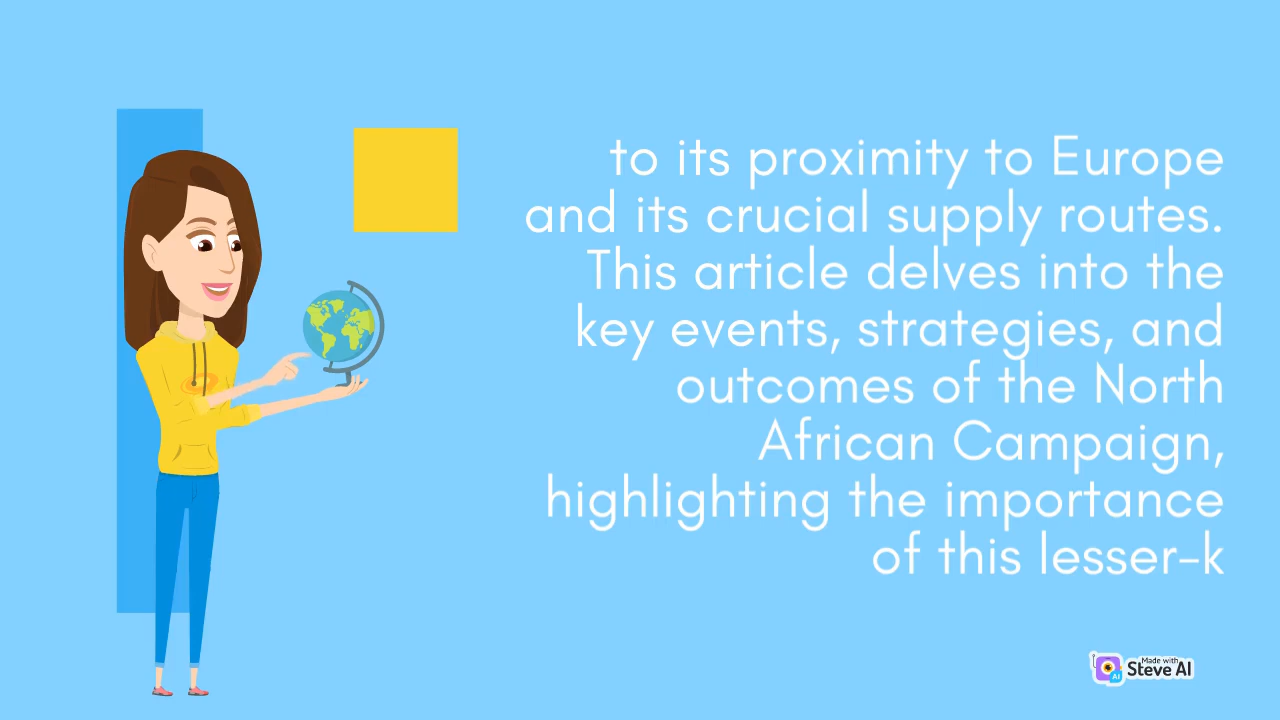 to its proximity to Europe
and its crucial supply routes.
This article delves into the
key events, strategies, and
outcomes of the North
African Campaign,
highlighting the importance
of this lesser-k
Made with
Steve AI
AI